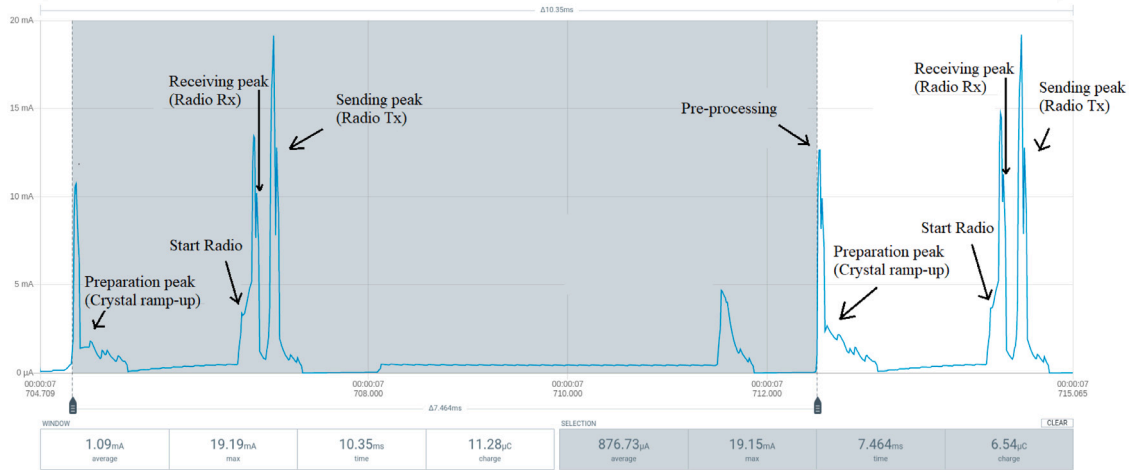 Δ10.35ms
20 mA
15 mA
10 mA
5 mA
0 µA
Receiving peak
(Radio Rx)
Sending peak
(Radio Tx)
Pre-processing
Receiving peak
(Radio Rx)
Sending peak
(Radio Tx)
Start Radio
Preparation peak
(Crystal ramp-up)
Start Radio
Preparation peak
(Crystal ramp-up)
00:00:07
704.709
00:00:07
708.000
00:00:07
710.000
00:00:07
712.000
00:00:07
715.065
Δ7.464ms
WINDOW
1.09mA
average
19.19mA
max
10.35ms
time
11.28µC
charge
SELECTION
CLEAR
876.73µA
average
19.15mA
max
7.464ms
time
6.54µC
charge